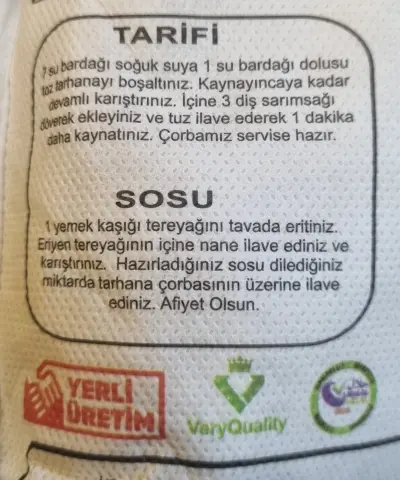 TARİFİ
7 su bardağı soğuk suya 1 su bardağı dolusu
toz tarhanayı boşaltınız. Kaynayıncaya kadar
devamlı karıştırınız. İçine 3 diş sarımsağı
döverek ekleyiniz ve tuz ilave ederek 1 dakika
daha kaynatınız. Çorbamız servise hazır.
SOSU
1 yemek kaşığı tereyağını tavada eritiniz.
Eriyen tereyağının içine nane ilave ediniz ve
karıştırınız. Hazırladığınız sosu dilediğiniz
miktarda tarhana çorbasının üzerine ilave
ediniz. Afiyet Olsun.
YERLİ
ÜRETİM
VaryQuality